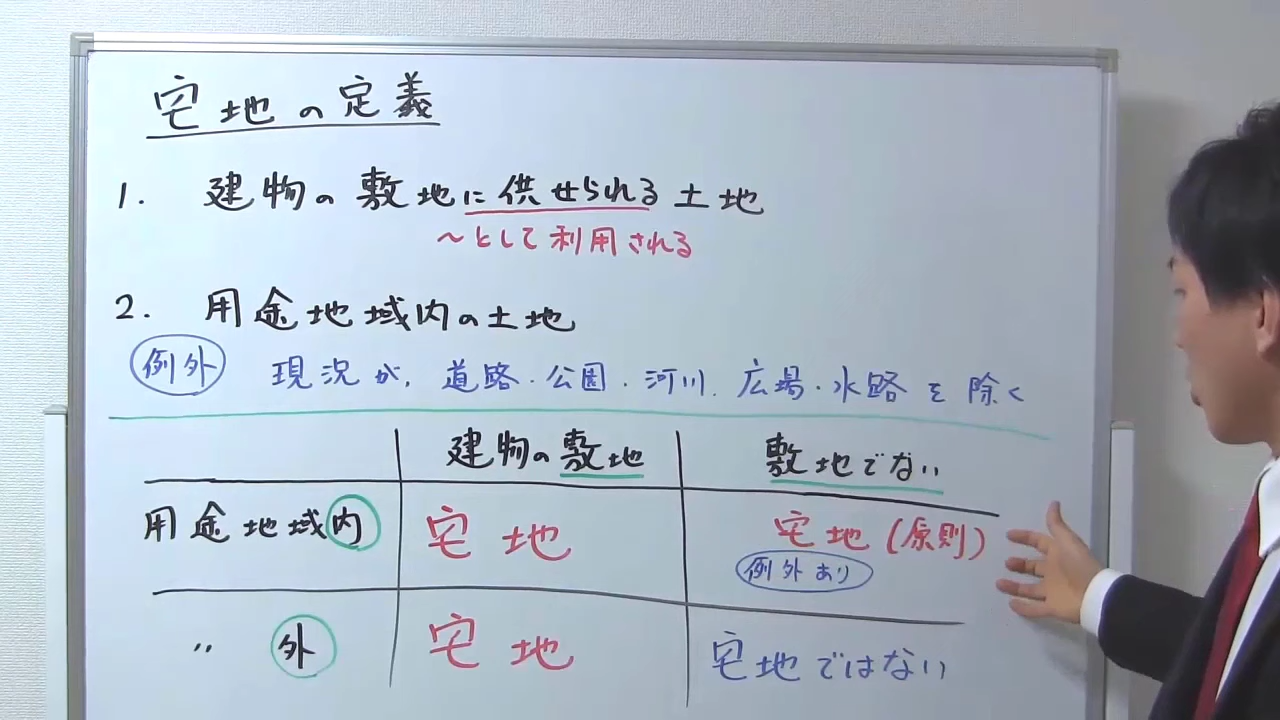 宅地の定義
1. 建物の敷地に供せられる土地
～として利用される
2. 用途地域内の土地
例外 現況が、道路・公園・河川、広場・水路を除く
建物の敷地 敷地でない
用途地域内 宅地 宅地(原則)
例外あり
〃 外 宅地 宅地ではない